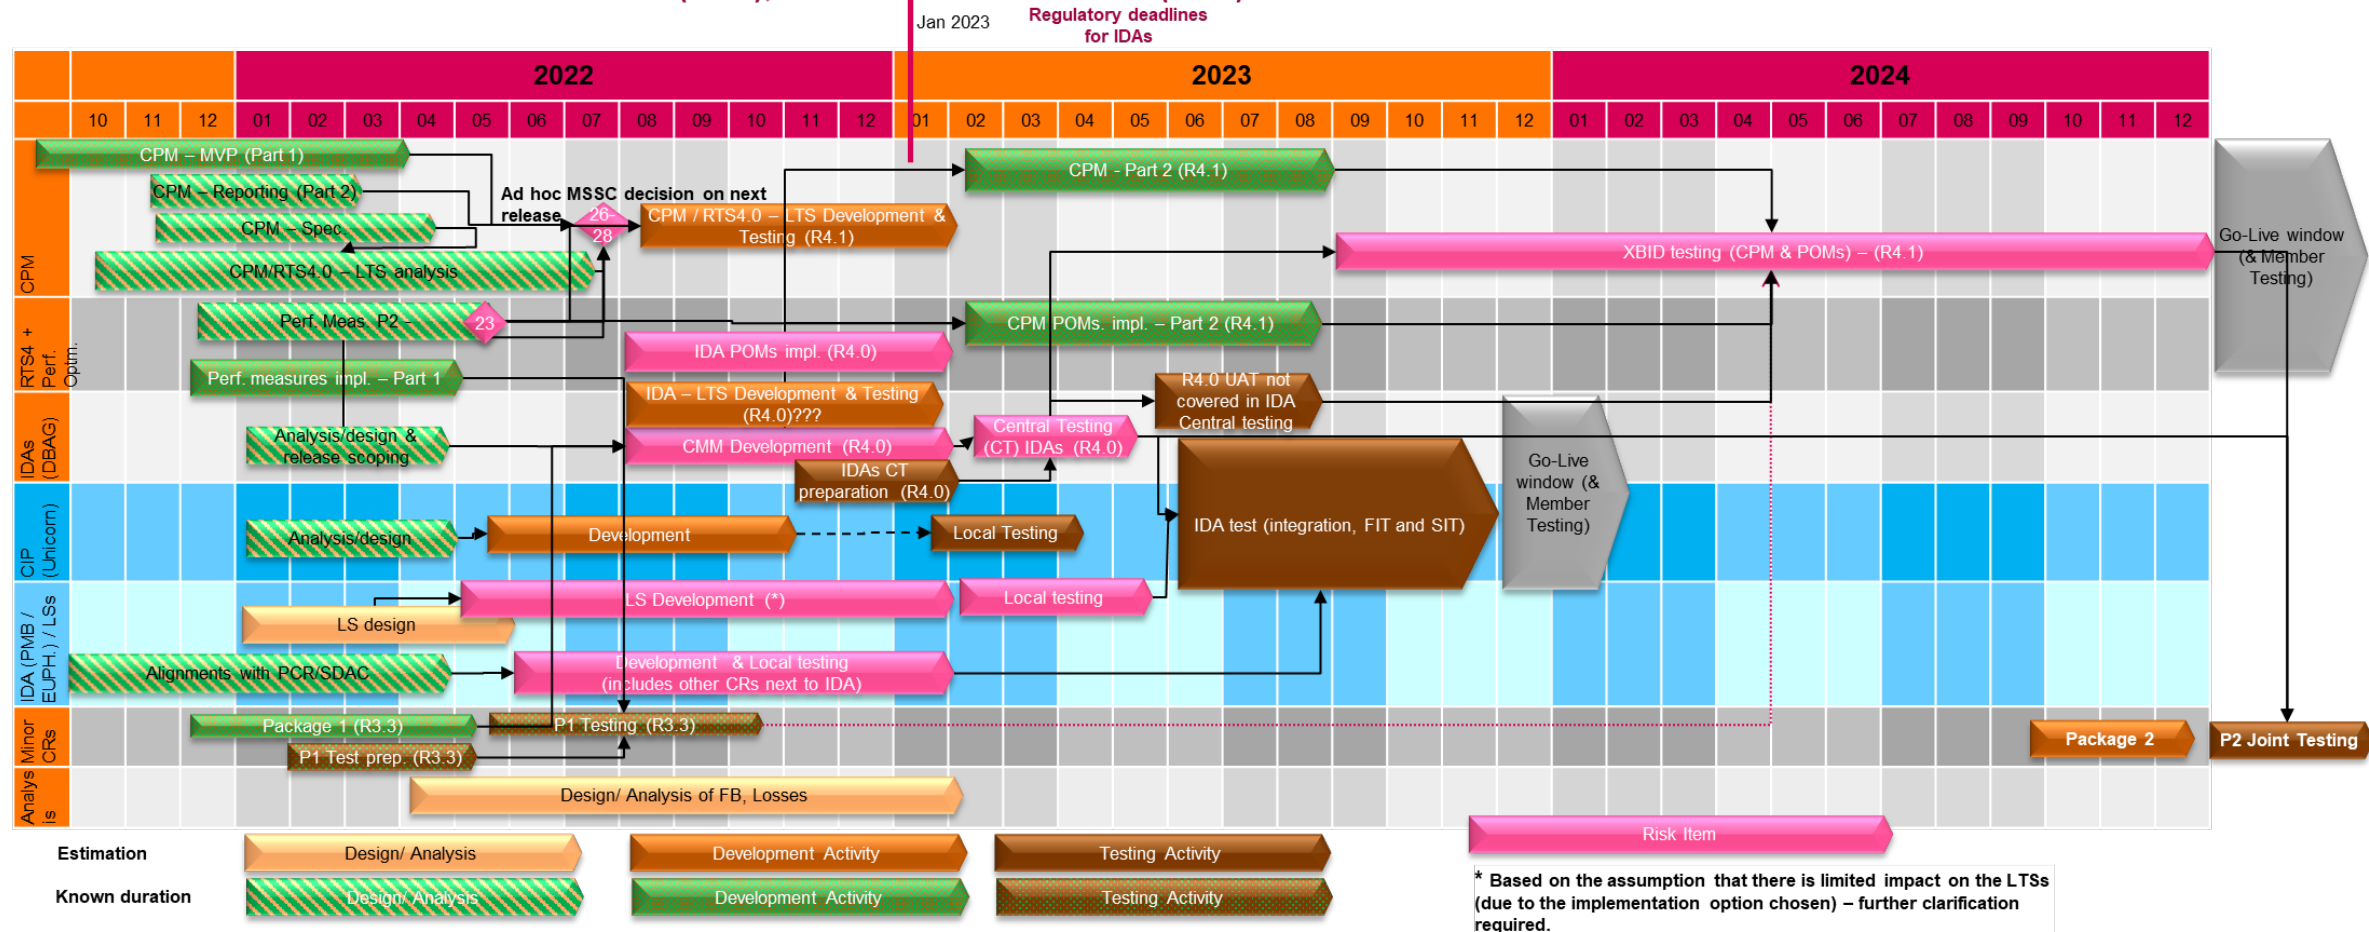 Jan 2023
Regulatory deadlines
for IDAs
2022
2023
2024
10 11 12 01 02 03 04 05 06 07 08 09 10 11 12 01 02 03 04 05 06 07 08 09 10 11 12 01 02 03 04 05 06 07 08 09 10 11 12
CPM
CPM – MVP (Part 1)
CPM – Reporting (Part 2)
CPM – Spec.
CPM/RTS4.0 – LTS analysis
Ad hoc MSSC decision on next
release
26-
28
CPM / RTS4.0 – LTS Development &
Testing (R4.1)
CPM - Part 2 (R4.1)
XBID testing (CPM & POMs) – (R4.1)
Go-Live window
(& Member
Testing)
RTS4 +
Perf.
Optm.
Perf. Meas. P2 -
23
Perf. measures impl. – Part 1
IDA POMs impl. (R4.0)
CPM POMs. impl. – Part 2 (R4.1)
IDA – LTS Development & Testing
(R4.0)???
R4.0 UAT not
covered in IDA
Central testing
IDAs
(DBAG)
Analysis/design &
release scoping
CMM Development (R4.0)
Central Testing
(CT) IDAs (R4.0)
IDAs CT
preparation (R4.0)
IDA test (integration, FIT and SIT)
Go-Live
window (&
Member
Testing)
CIP
(Unicorn)
Analysis/design
Development
Local Testing
IDA (PMB /
EUPH.) / LSs
LS Development (*)
Local testing
LS design
Alignments with PCR/SDAC
Development & Local testing
(includes other CRs next to IDA)
Minor
CRs
Package 1 (R3.3)
P1 Testing (R3.3)
P1 Test prep. (R3.3)
Package 2
P2 Joint Testing
Analys
is
Design/ Analysis of FB, Losses
Risk Item
Estimation
Design/ Analysis
Development Activity
Testing Activity
Known duration
Design/ Analysis
Development Activity
Testing Activity
* Based on the assumption that there is limited impact on the LTSs
(due to the implementation option chosen) – further clarification
required.